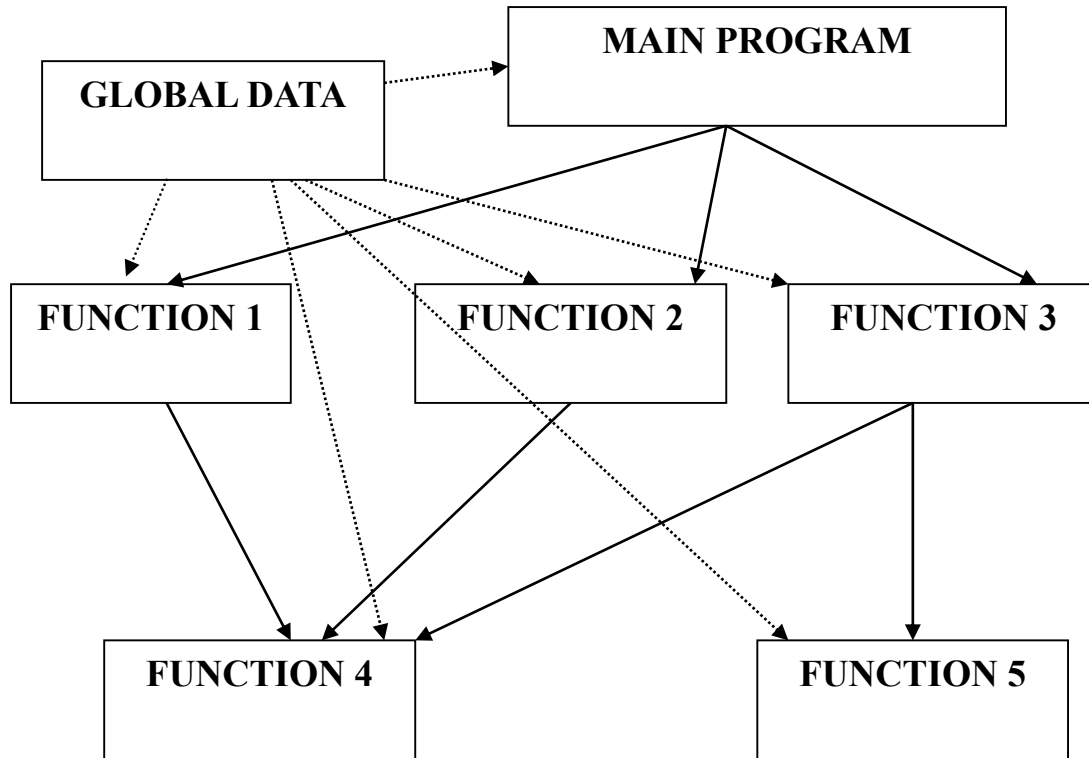 MAIN PROGRAM
GLOBAL DATA
FUNCTION 1
FUNCTION 2
FUNCTION 3
FUNCTION 4
FUNCTION 5